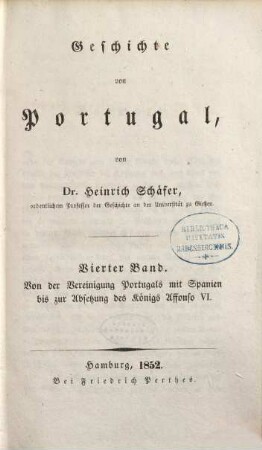 Geschichte
von
Portugal,
von
Dr. Heinrich Schäfer,
ordentlichem Professor der Geschichte an der Universität zu Gießen.
BIBLIOTHECA
Vierter Band.
Von der Vereinigung Portugals mit Spanien
bis zur Absetzung des Königs Affonso VI.
Hamburg, 1852.
Bei Friedrich Perthes.